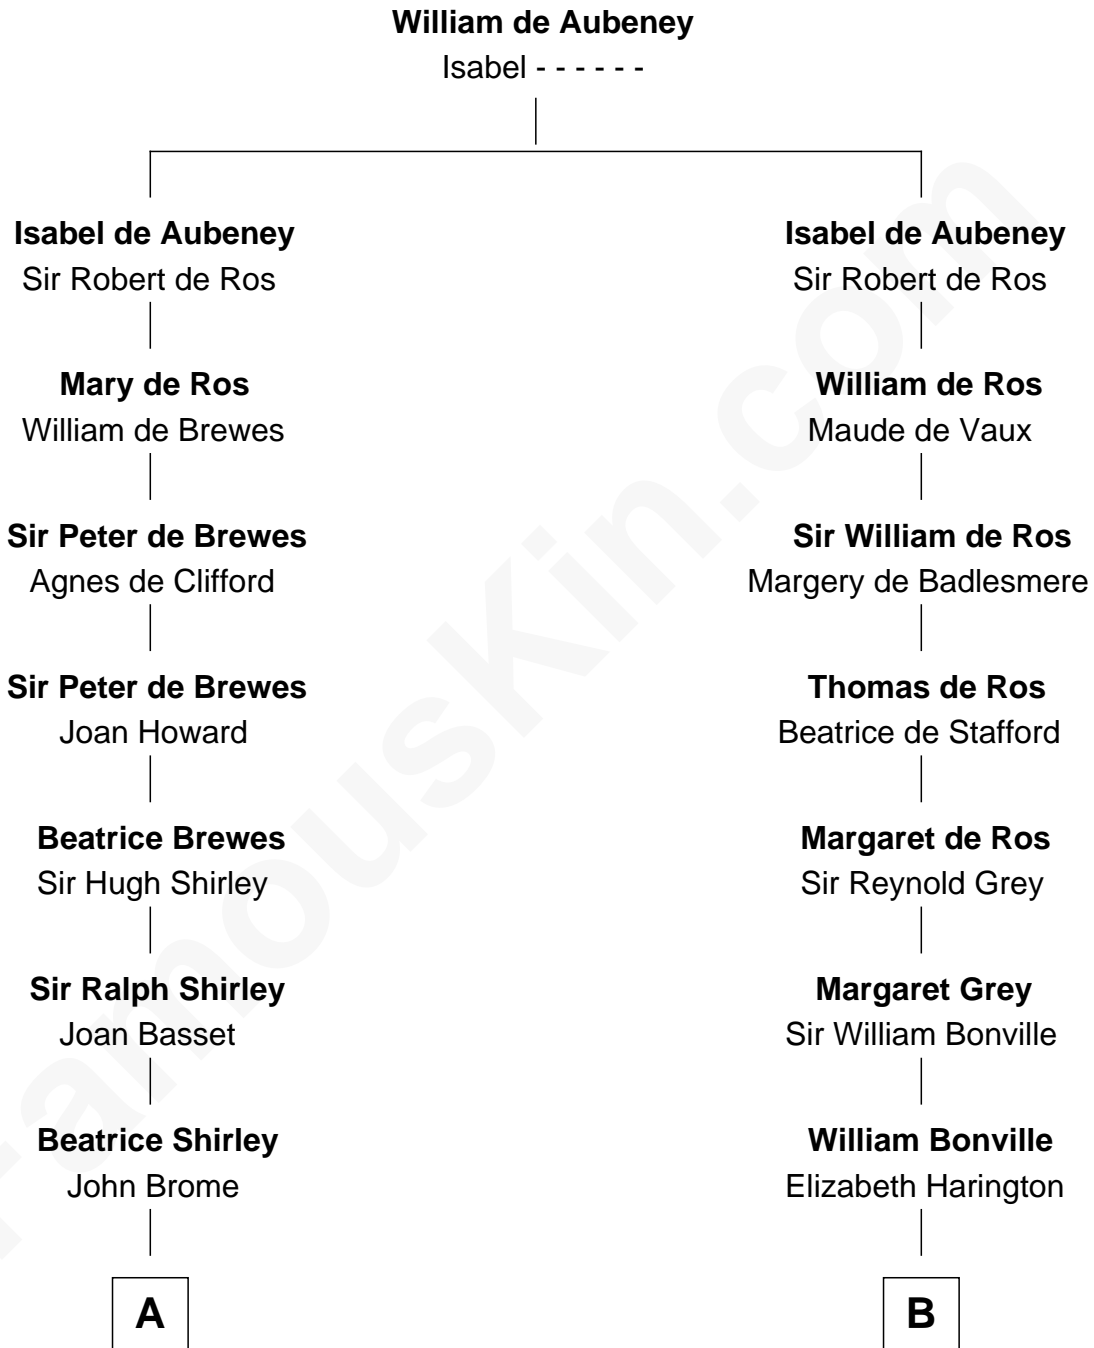 William de Aubeney
Isabel - - - - - -
Isabel de Aubeney
Sir Robert de Ros
Mary de Ros
William de Brewes
Sir Peter de Brewes
Agnes de Clifford
Sir Peter de Brewes
Joan Howard
Beatrice Brewes
Sir Hugh Shirley
Sir Ralph Shirley
Joan Basset
Beatrice Shirley
John Brome
A
Isabel de Aubeney
Sir Robert de Ros
William de Ros
Maude de Vaux
Sir William de Ros
Margery de Badlesmere
Thomas de Ros
Beatrice de Stafford
Margaret de Ros
Sir Reynold Grey
Margaret Grey
Sir William Bonville
William Bonville
Elizabeth Harington
B
FamousKin.com